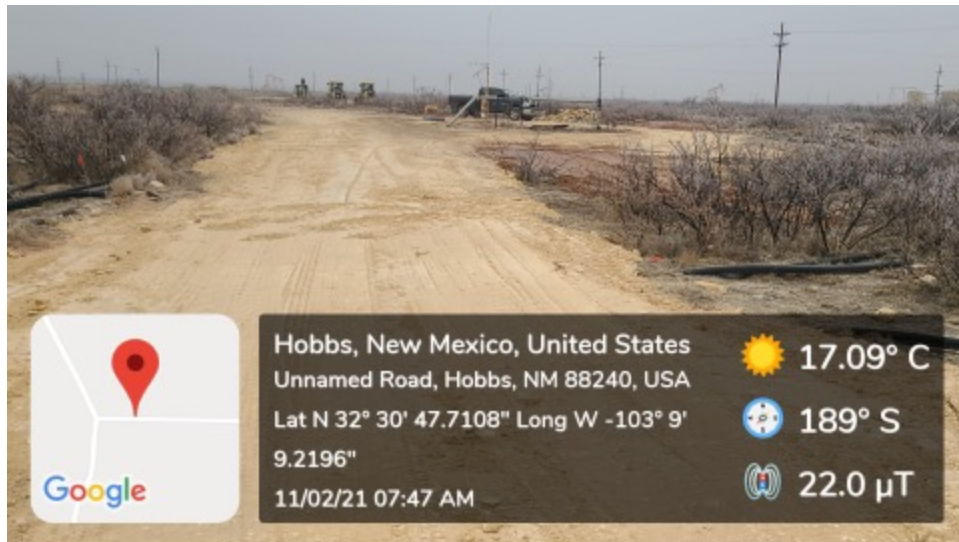 Hobbs, New Mexico, United States
Unnamed Road, Hobbs, NM 88240, USA
Lat N 32° 30' 47.7108" Long W -103° 9'
9.2196"
11/02/21 07:47 AM
17.09° C
189° S
22.0 µT
Google